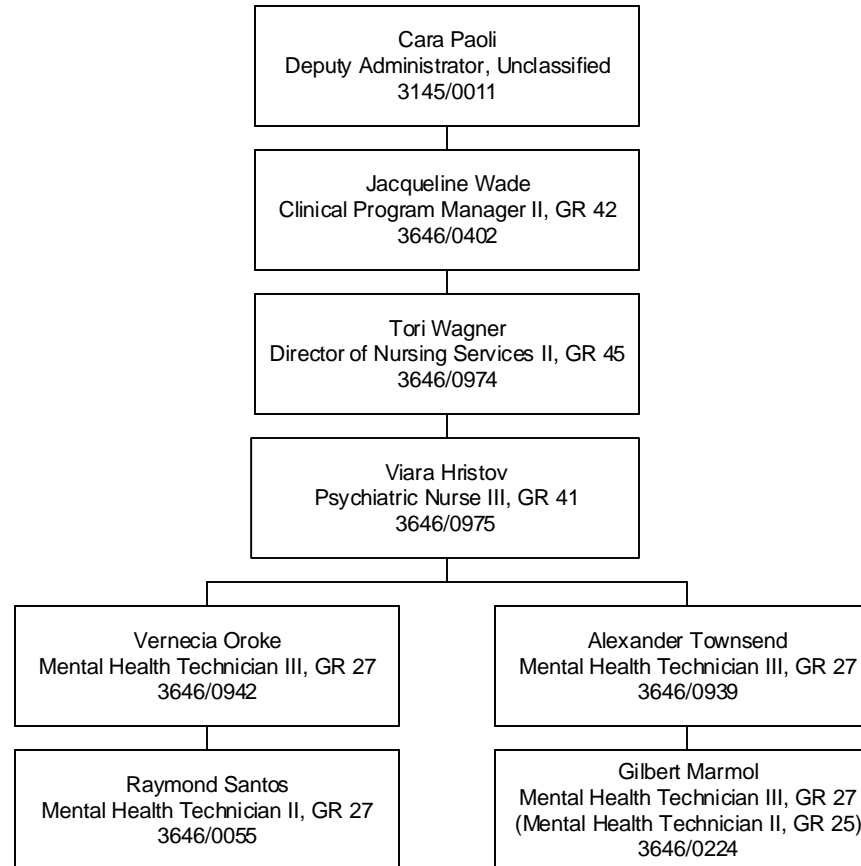 Cara Paoli
Deputy Administrator, Unclassified
3145/0011
Jacqueline Wade
Clinical Program Manager II, GR 42
3646/0402
Tori Wagner
Director of Nursing Services II, GR 45
3646/0974
Viara Hristov
Psychiatric Nurse III, GR 41
3646/0975
Vernecia Oroke
Mental Health Technician III, GR 27
3646/0942
Alexander Townsend
Mental Health Technician III, GR 27
3646/0939
Raymond Santos
Mental Health Technician II, GR 27
3646/0055
Gilbert Marmol
Mental Health Technician III, GR 27
(Mental Health Technician II, GR 25)
3646/0224